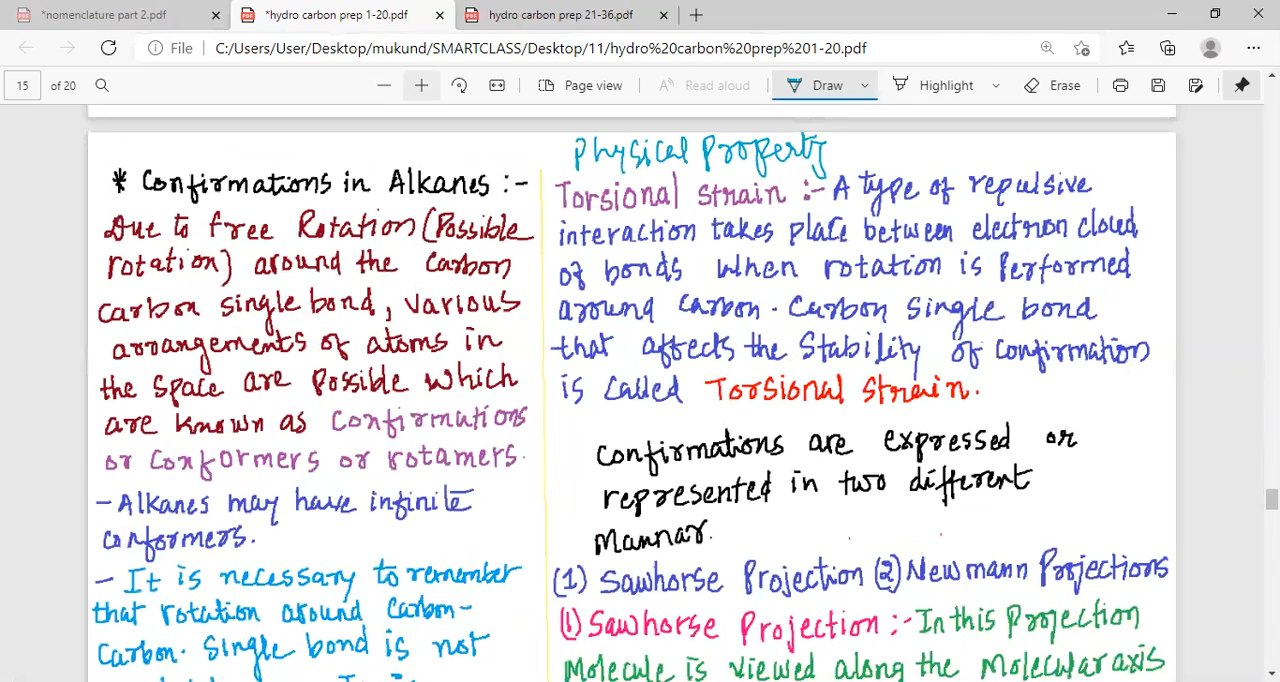 *nomenclature part 2.pdf
*hydro carbon prep 1-20.pdf
hydro carbon prep 21-36.pdf
File
C:/Users/User/Desktop/mukund/SMARTCLASS/Desktop/11/hydro%20carbon%20prep%201-20.pdf
15 of 20
Page view
Read aloud
Draw
Highlight
Erase
* Confirmations in Alkanes :-
Due to free Rotation (Possible
rotation) around the Carbon
carbon single bond, various
arrangements of atoms in
the space are possible which
are known as Confirmations
or conformers or rotamers.
- Alkanes may have infinite
conformers.
- It is necessary to remember
that rotation around Carbon-
Carbon. Single bond is not
Physical Property
Torsional strain :- A type of repulsive
interaction takes place between electron cloud
of bonds when rotation is Performed
around carbon. Carbon single bond
that affects the Stability of confirmation
is called Torsional strain.
Confirmations are expressed or
represented in two different
Mannar.
(1) Sawhorse Projection (2) Newmann Projections
(1) Sawhorse Projection :- In this Projection
Molecule is viewed along the Molecular axis